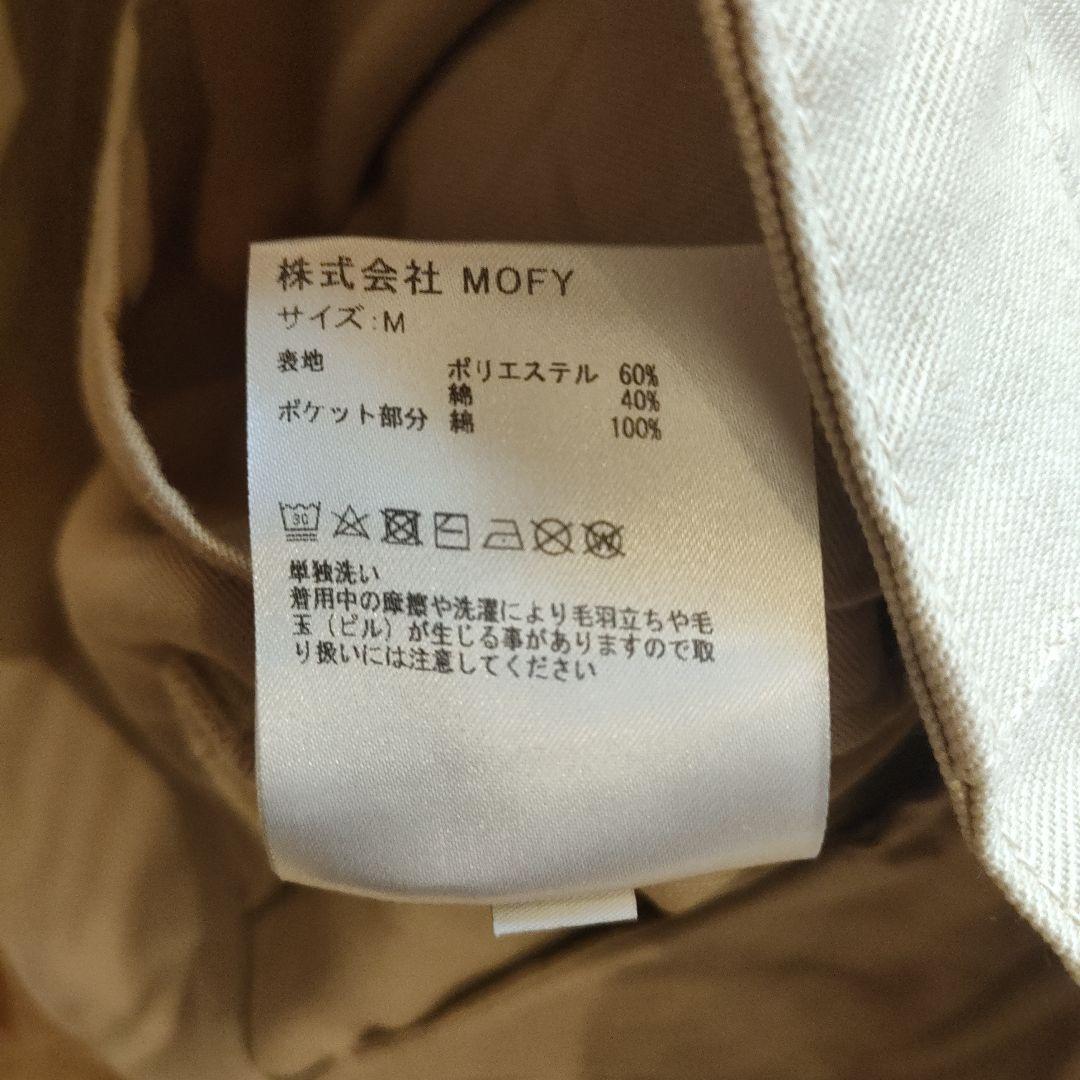 株式会社 MOFY
サイズ:M
表地 ポリエステル 60%
綿 40%
ポケット部分 綿 100%
30
W
単独洗い
着用中の摩擦や洗濯により毛羽立ちや毛
玉(ピル)が生じる事がありますので取
り扱いには注意してください